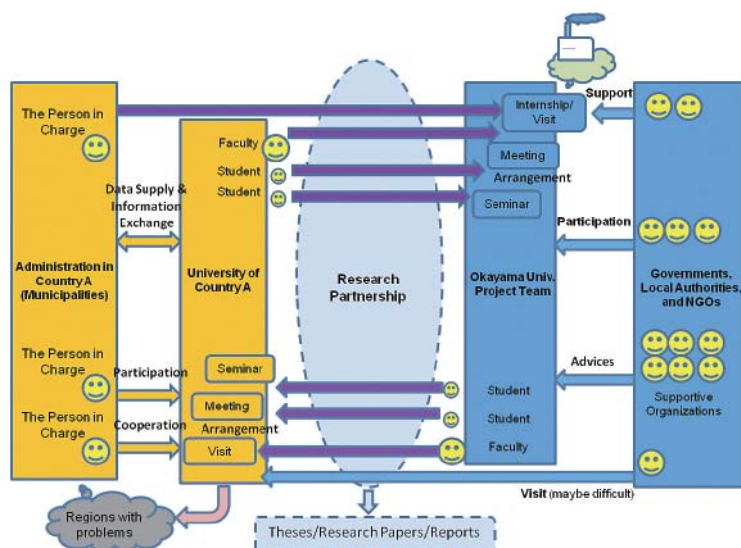 The Person in
Charge
Data Supply &
Information
Exchange
Administration in
Country A
(Municipalities)
The Person in
Charge
Participation
The Person in
Charge
Cooperation
Regions with
problems
Faculty
Student
Student
University of
Country A
Seminar
Meeting
Arrangement
Visit
Research
Partnership
Theses/Research Papers/Reports
Internship/
Visit
Meeting
Arrangement
Seminar
Okayama Univ.
Project Team
Student
Student
Faculty
Support
Participation
Advices
Visit (maybe difficult)
Governments,
Local Authorities,
and NGOs
Supportive
Organizations